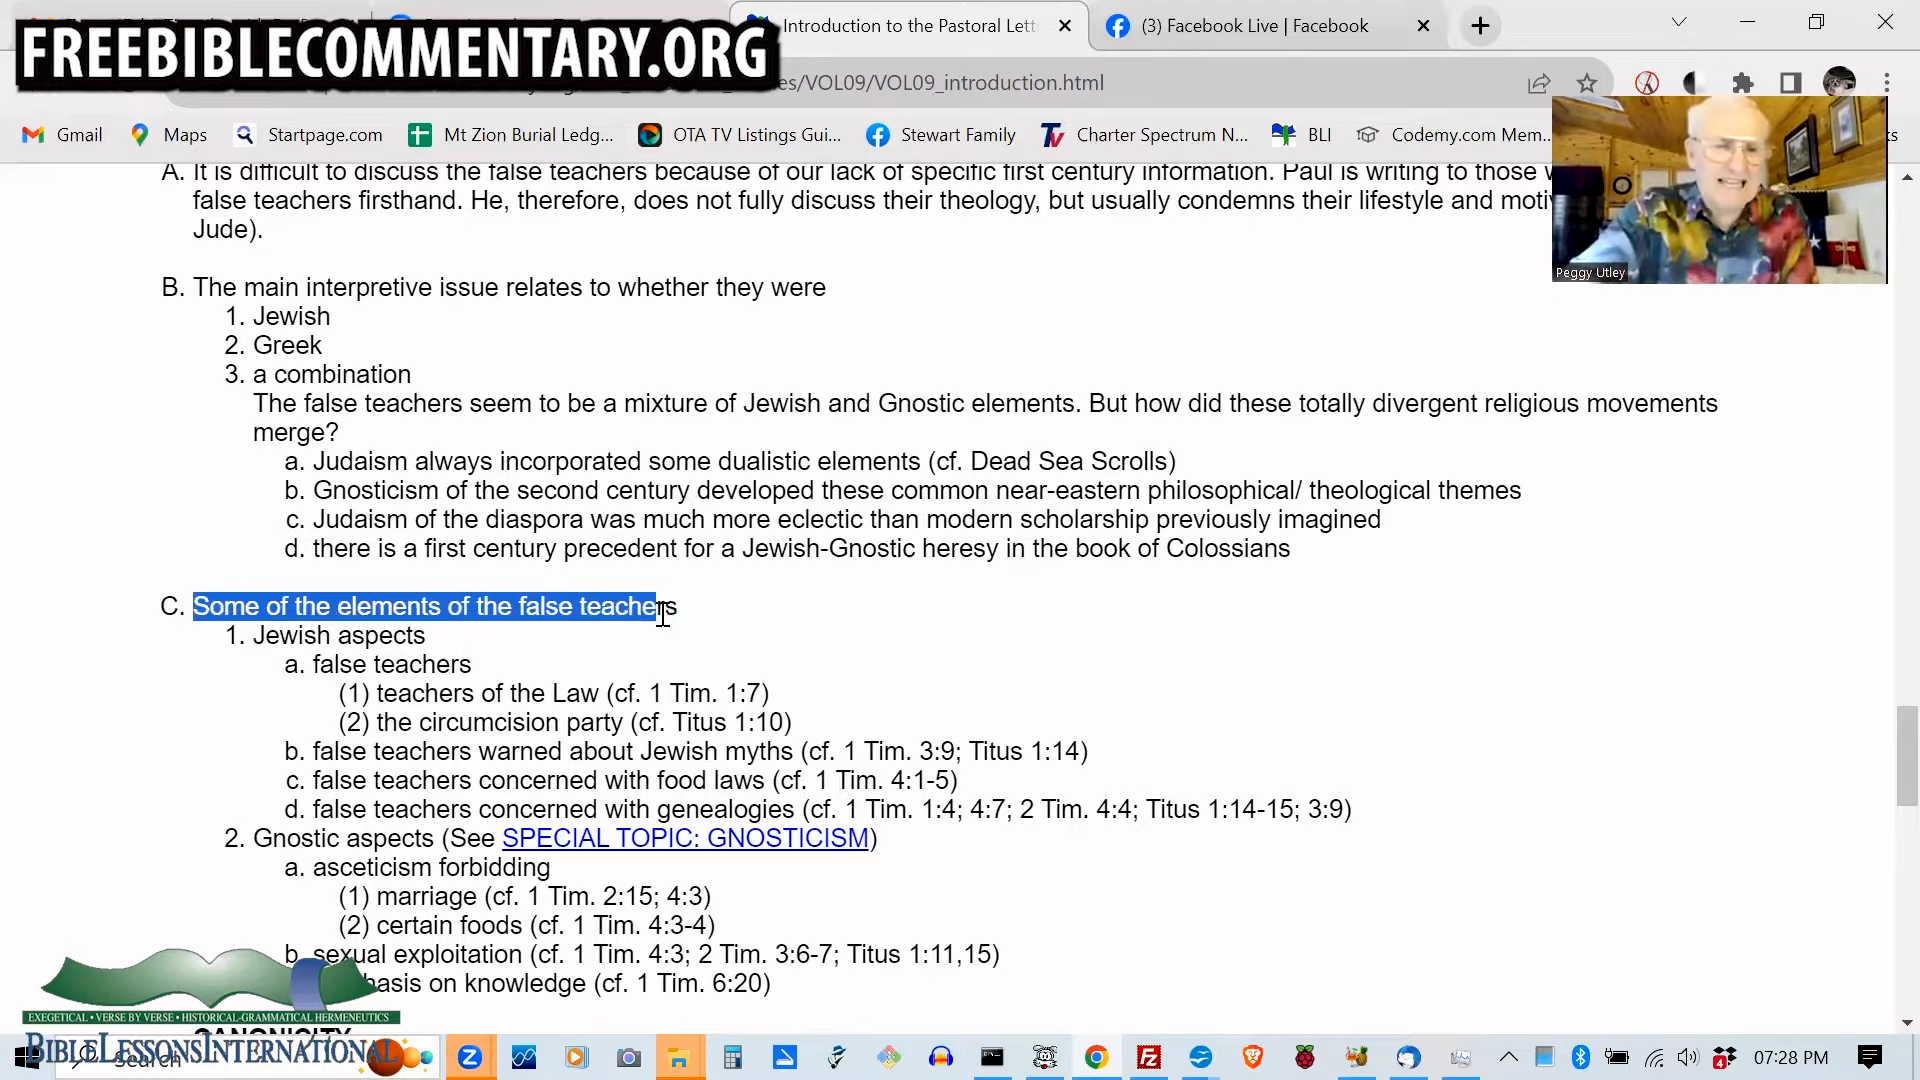 Introduction to the Pastoral Lett
(3) Facebook Live | Facebook
FREEBIBLECOMMENTARY.ORG
es/VOL09/VOL09_introduction.html
Gmail
Maps
Startpage.com
Mt Zion Burial Ledg...
OTA TV Listings Gui...
Stewart Family
Charter Spectrum N...
BLI
Codemy.com Mem...
ks
A. It is difficult to discuss the false teachers because of our lack of specific first century information. Paul is writing to those w
false teachers firsthand. He, therefore, does not fully discuss their theology, but usually condemns their lifestyle and motiv
Jude).
Peggy Utley
B. The main interpretive issue relates to whether they were
1. Jewish
2. Greek
3. a combination
The false teachers seem to be a mixture of Jewish and Gnostic elements. But how did these totally divergent religious movements
merge?
a. Judaism always incorporated some dualistic elements (cf. Dead Sea Scrolls)
b. Gnosticism of the second century developed these common near-eastern philosophical/ theological themes
c. Judaism of the diaspora was much more eclectic than modern scholarship previously imagined
d. there is a first century precedent for a Jewish-Gnostic heresy in the book of Colossians
C. Some of the elements of the false teachers
1. Jewish aspects
a. false teachers
(1) teachers of the Law (cf. 1 Tim. 1:7)
(2) the circumcision party (cf. Titus 1:10)
b. false teachers warned about Jewish myths (cf. 1 Tim. 3:9; Titus 1:14)
c. false teachers concerned with food laws (cf. 1 Tim. 4:1-5)
d. false teachers concerned with genealogies (cf. 1 Tim. 1:4; 4:7; 2 Tim. 4:4; Titus 1:14-15; 3:9)
2. Gnostic aspects (See SPECIAL TOPIC: GNOSTICISM)
a. asceticism forbidding
(1) marriage (cf. 1 Tim. 2:15; 4:3)
(2) certain foods (cf. 1 Tim. 4:3-4)
b. sexual exploitation (cf. 1 Tim. 4:3; 2 Tim. 3:6-7; Titus 1:11,15)
hasis on knowledge (cf. 1 Tim. 6:20)
EXEGETICAL • VERSE BY VERSE • HISTORICAL-GRAMMATICAL HERMENEUTICS
CANONICITY
BIBLELESSONSINTERNATIONAL
Search
07:28 PM